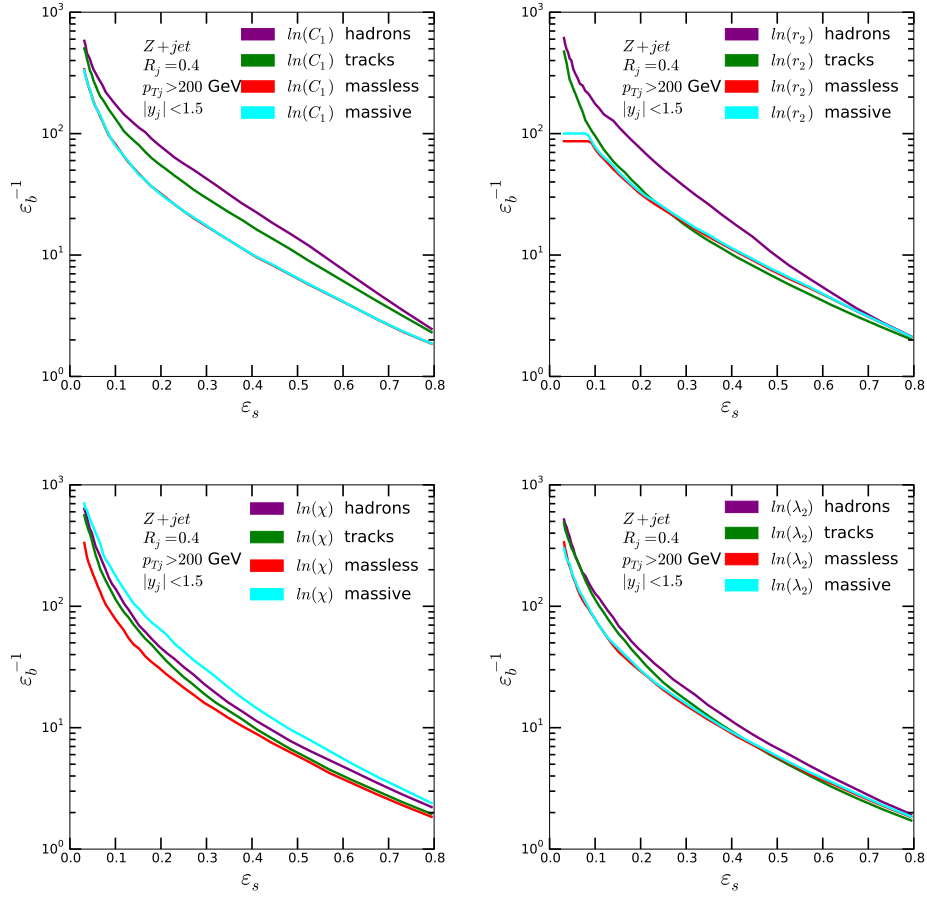 10^3
10^2
10^1
10^0
ε_b^{-1}
Z+jet
R_j=0.4
p_{Tj}>200 GeV
|y_j|<1.5
ln(C_1) hadrons
ln(C_1) tracks
ln(C_1) massless
ln(C_1) massive
0.0 0.1 0.2 0.3 0.4 0.5 0.6 0.7 0.8
ε_s
10^3
10^2
10^1
10^0
ε_b^{-1}
Z+jet
R_j=0.4
p_{Tj}>200 GeV
|y_j|<1.5
ln(r_2) hadrons
ln(r_2) tracks
ln(r_2) massless
ln(r_2) massive
0.0 0.1 0.2 0.3 0.4 0.5 0.6 0.7 0.8
ε_s
10^3
10^2
10^1
10^0
ε_b^{-1}
Z+jet
R_j=0.4
p_{Tj}>200 GeV
|y_j|<1.5
ln(χ) hadrons
ln(χ) tracks
ln(χ) massless
ln(χ) massive
0.0 0.1 0.2 0.3 0.4 0.5 0.6 0.7 0.8
ε_s
10^3
10^2
10^1
10^0
ε_b^{-1}
Z+jet
R_j=0.4
p_{Tj}>200 GeV
|y_j|<1.5
ln(λ_2) hadrons
ln(λ_2) tracks
ln(λ_2) massless
ln(λ_2) massive
0.0 0.1 0.2 0.3 0.4 0.5 0.6 0.7 0.8
ε_s